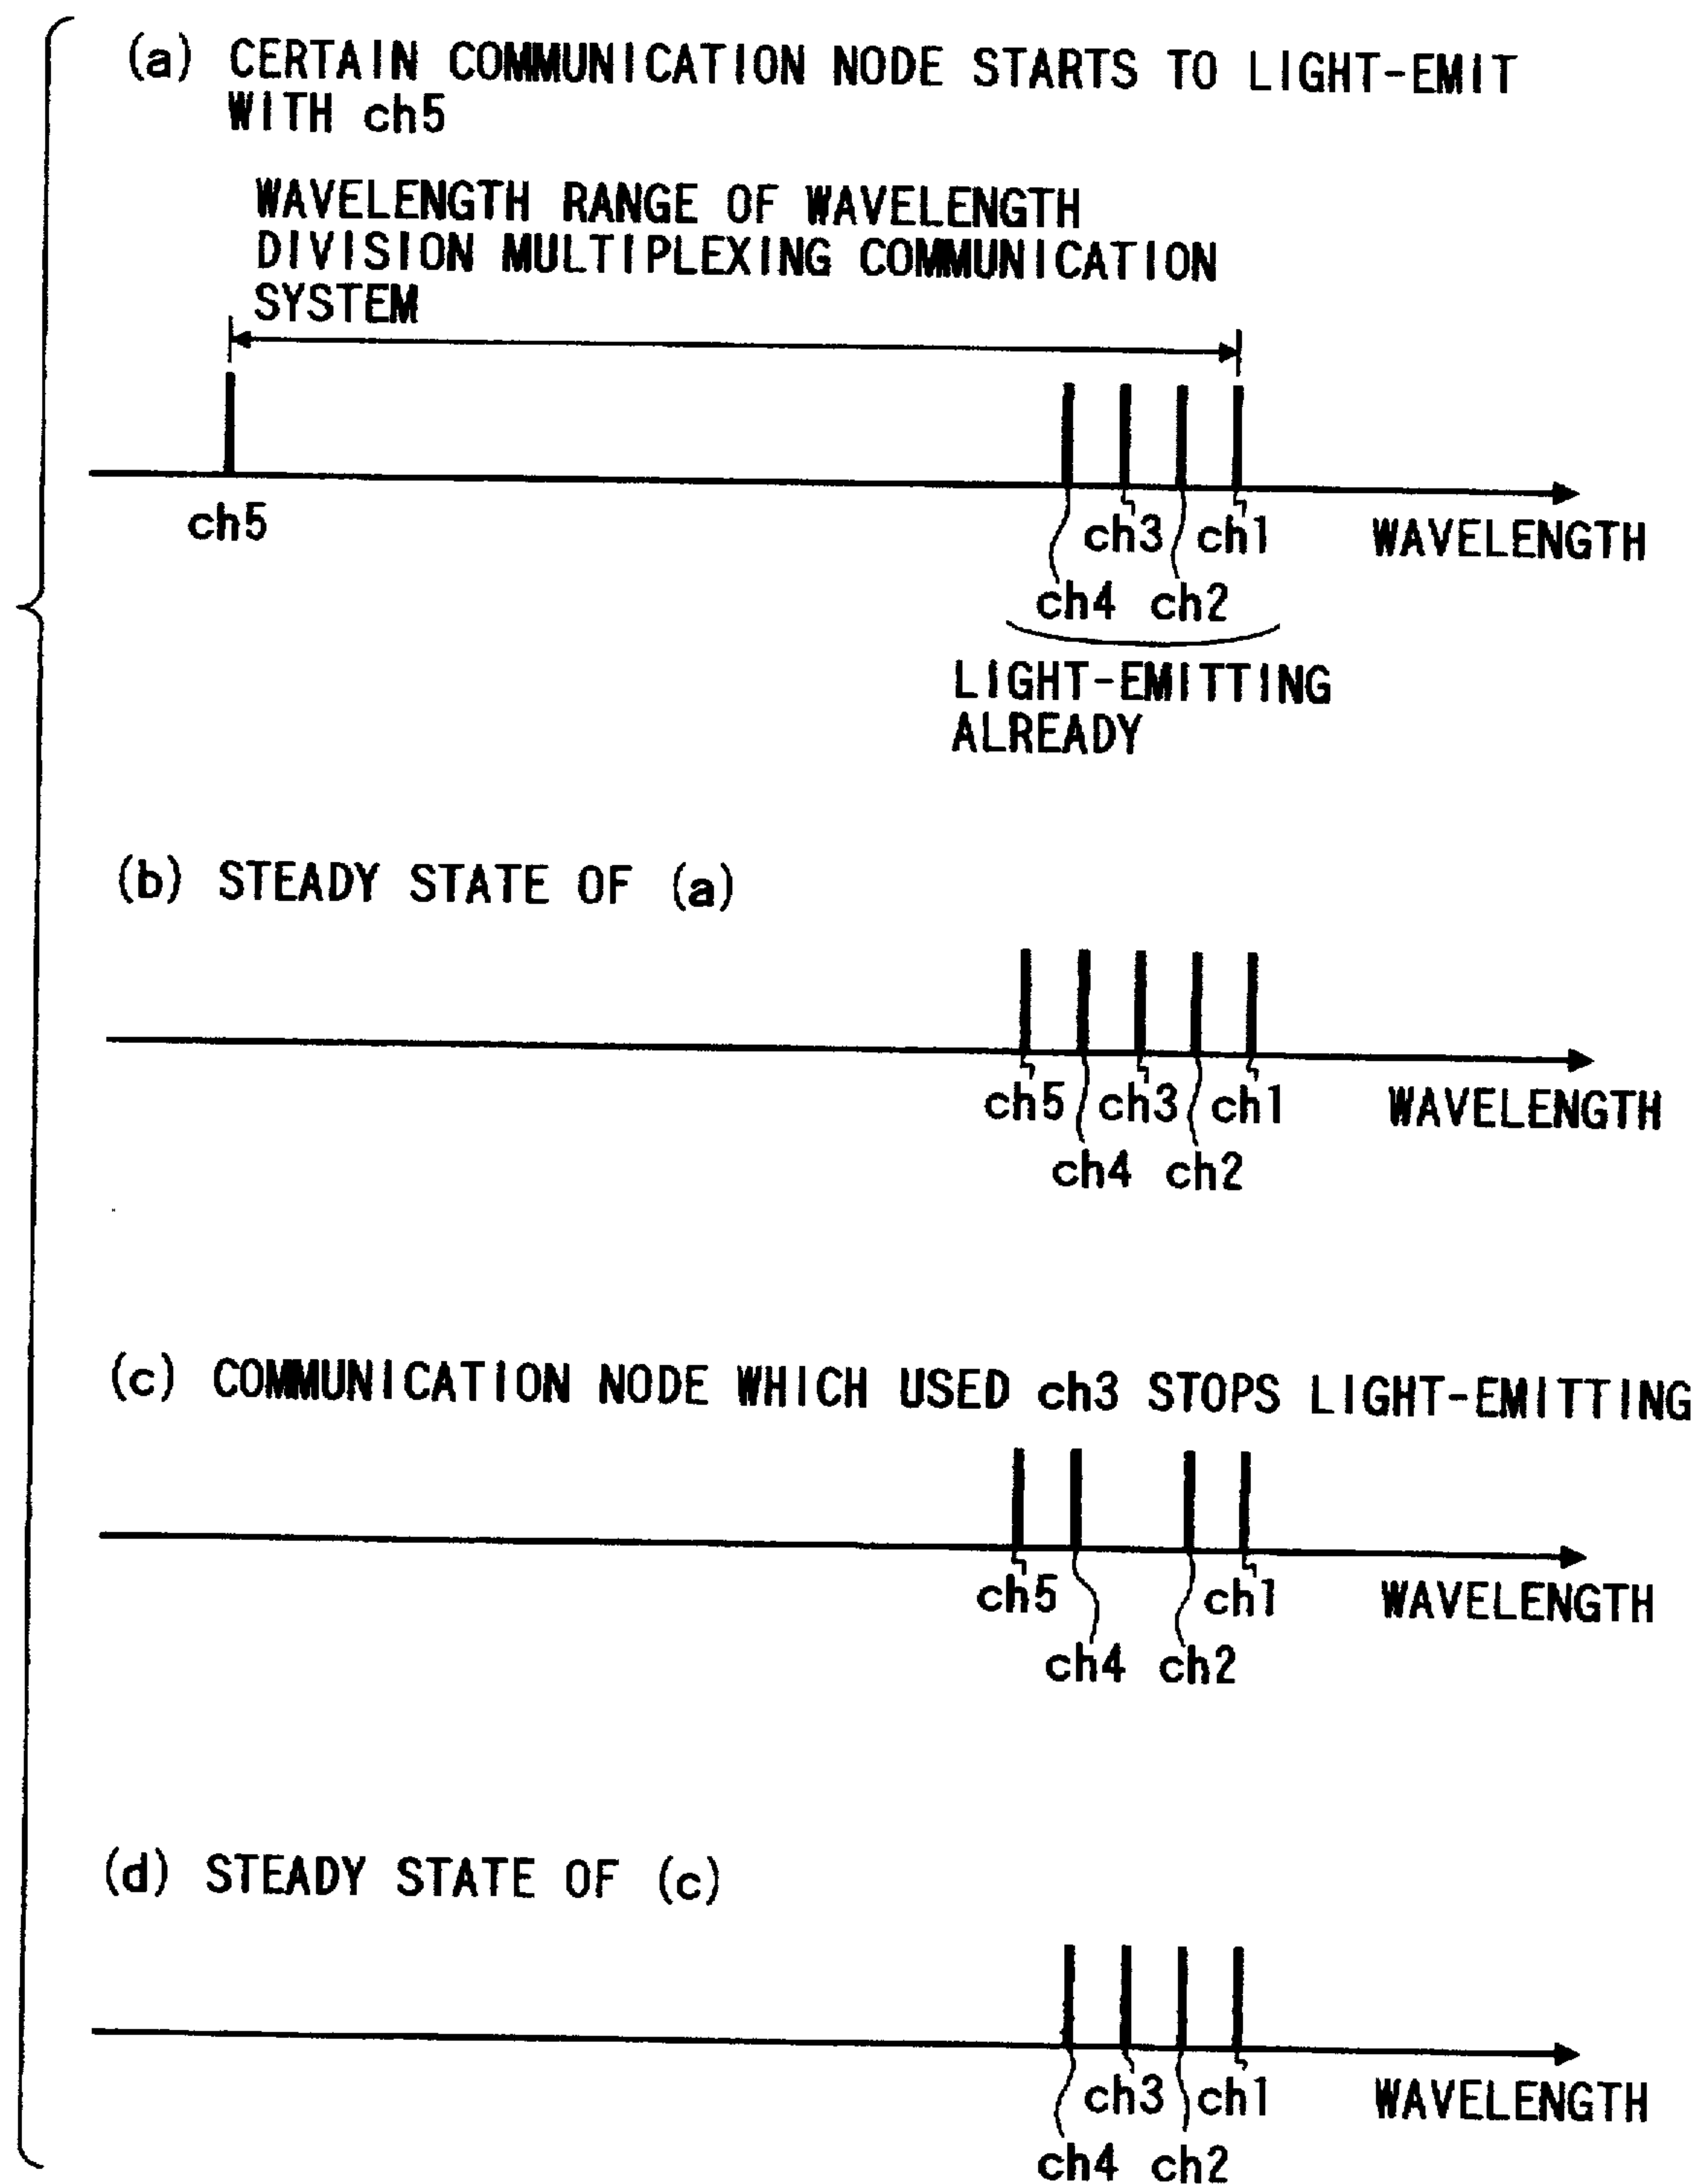 (a) CERTAIN COMMUNICATION NODE STARTS TO LIGHT-EMIT
WITH ch5
WAVELENGTH RANGE OF WAVELENGTH
DIVISION MULTIPLEXING COMMUNICATION
SYSTEM
ch5
ch3 ch1
WAVELENGTH
ch4 ch2
LIGHT-EMITTING
ALREADY
(b) STEADY STATE OF (a)
ch5 ch3 ch1
WAVELENGTH
ch4 ch2
(c) COMMUNICATION NODE WHICH USED ch3 STOPS LIGHT-EMITTING
ch5 ch1
WAVELENGTH
ch4 ch2
(d) STEADY STATE OF (c)
ch3 ch1
WAVELENGTH
ch4 ch2